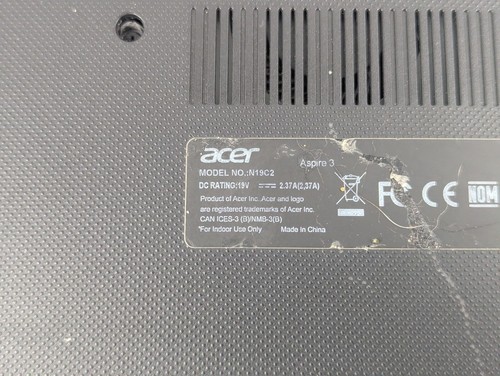 acer
Aspire 3
MODEL NO.:N19C2
DC RATING:19V 2.37A(2,37A)
Product of Acer Inc.Acer and logo
are registered trademarks of Acer Inc.
CAN ICES-3 (B)/NMB-3(B)
*For Indoor Use Only Made in China
FC CE NOM